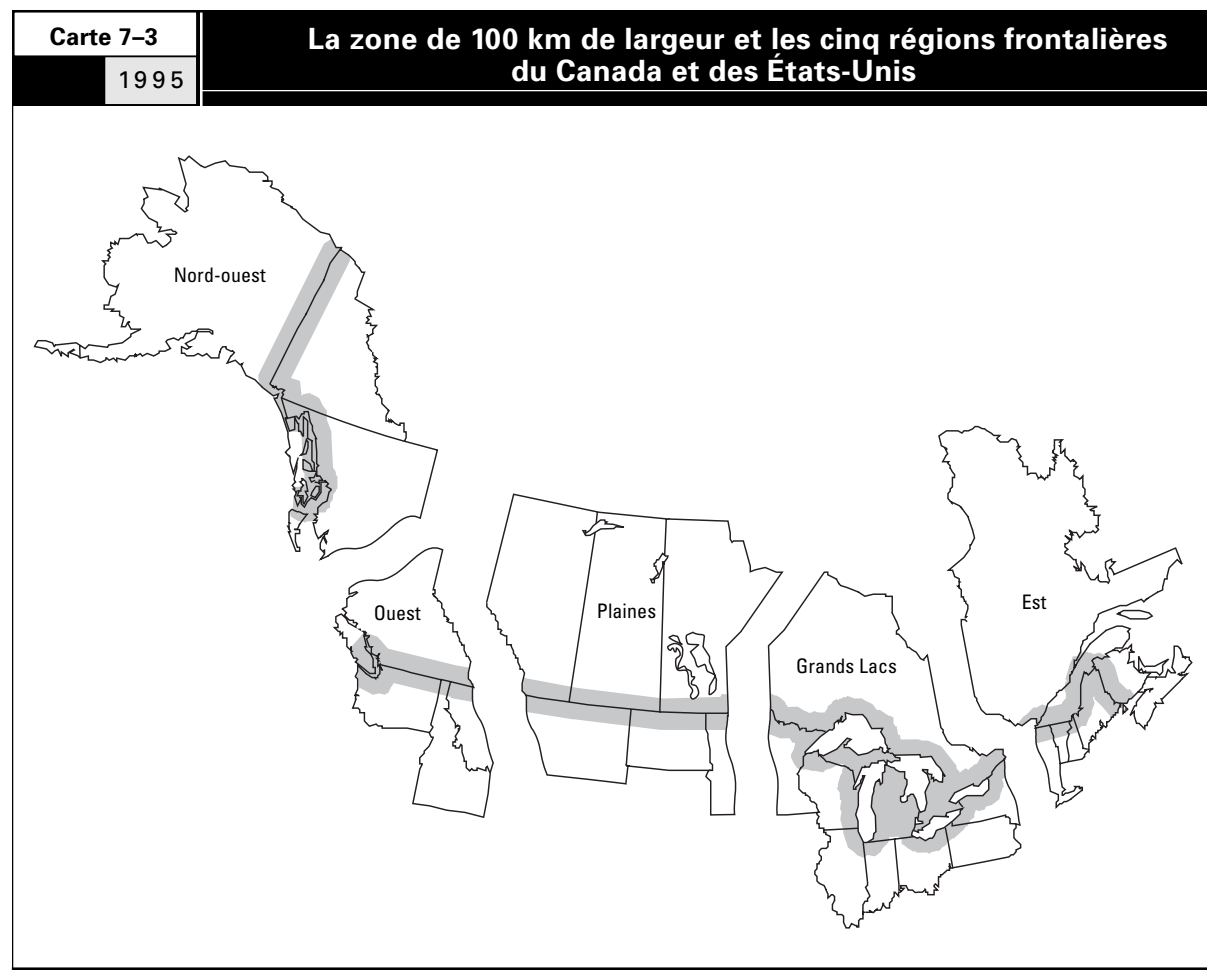 Carte 7–3
1995
La zone de 100 km de largeur et les cinq régions frontalières
du Canada et des États-Unis
Nord-ouest
Ouest
Plaines
Grands Lacs
Est